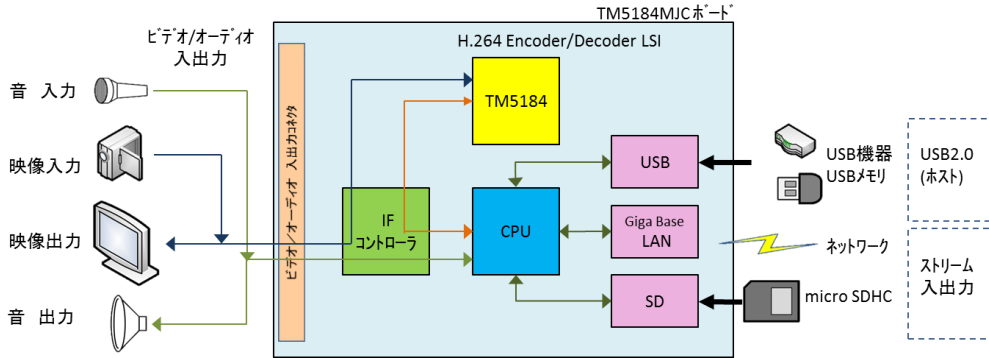 TM5184MJCボード
ビデオ/オーディオ
入出力
H.264 Encoder/Decoder LSI
音 入力
映像入力
映像出力
音 出力
ビデオ/オーディオ 入出力コネクタ
TM5184
IF
コントローラ
CPU
USB
Giga Base
LAN
SD
USB機器
USBメモリ
ネットワーク
micro SDHC
USB2.0
(ホスト)
ストリーム
入出力